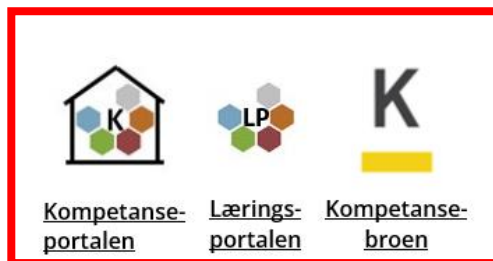 K
LP
K
Kompetanse-
portalen
Lærings-
portalen
Kompetanse-
broen